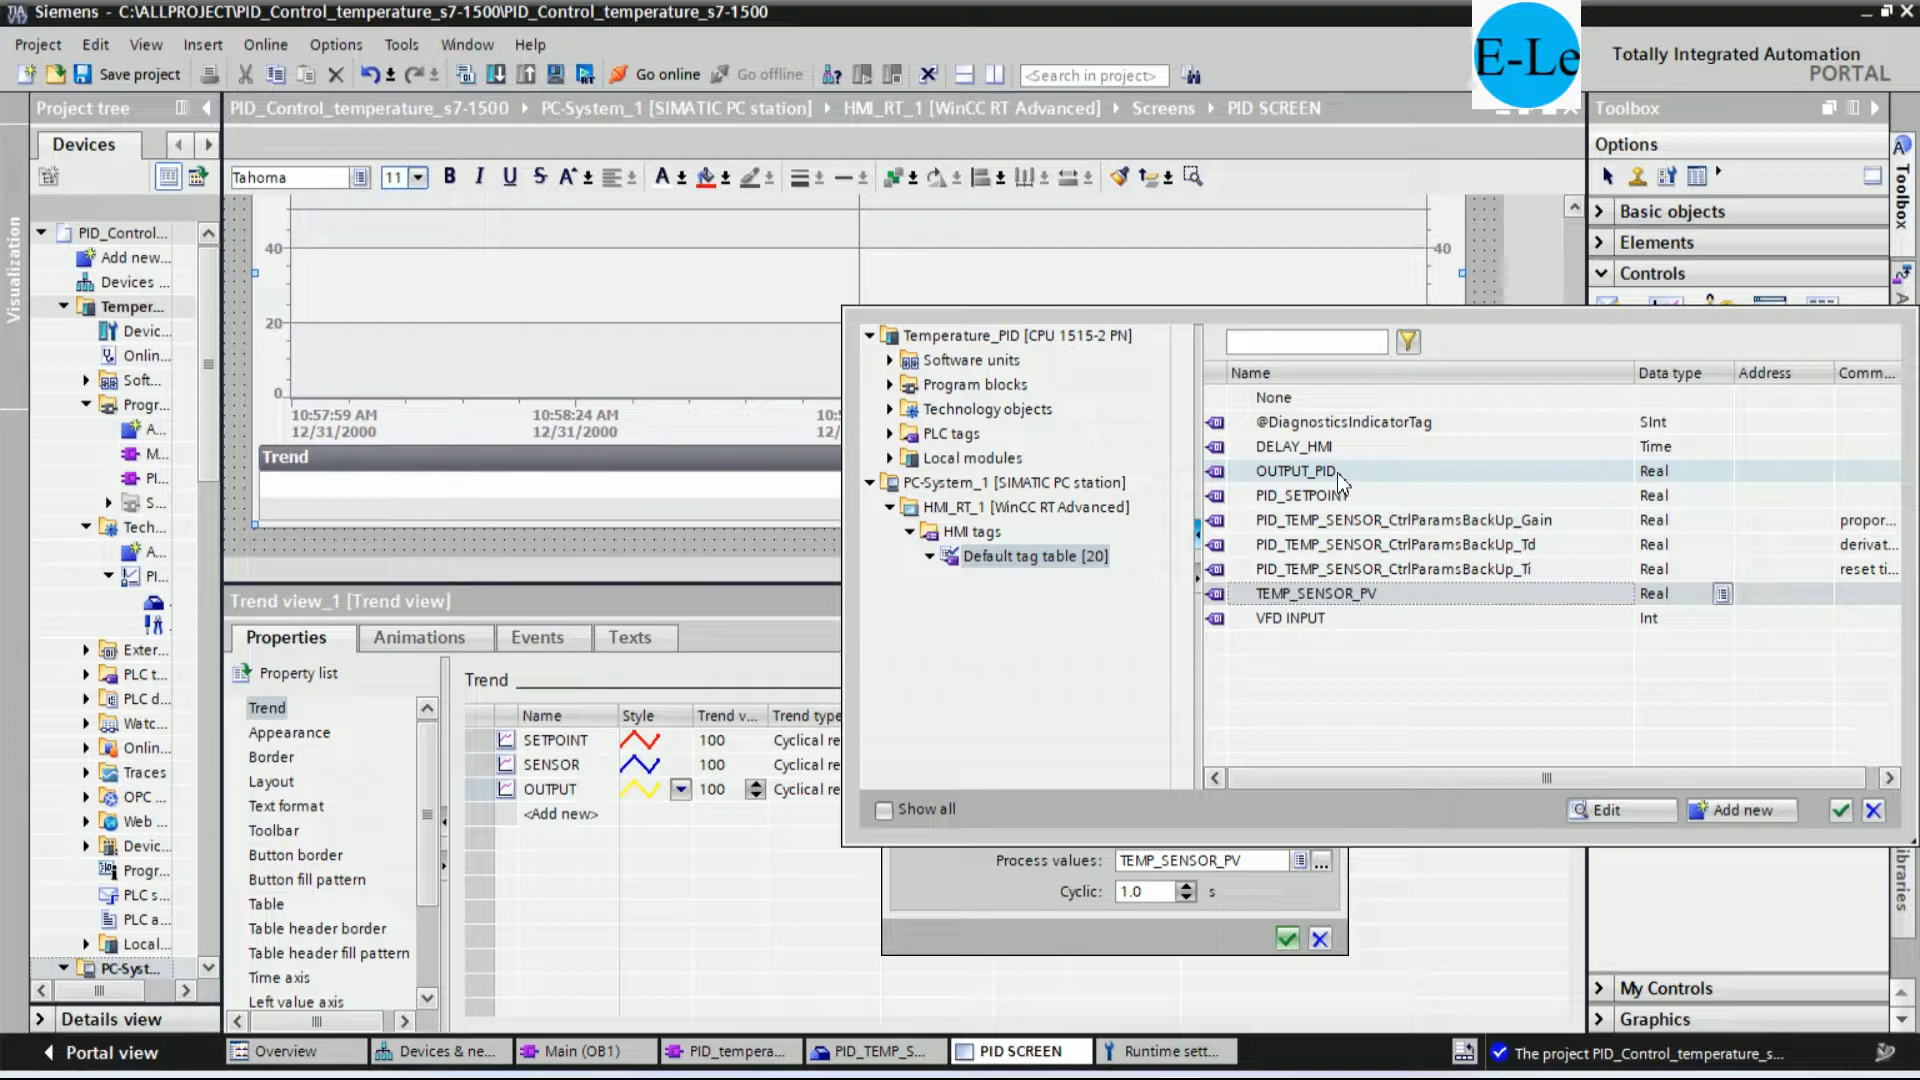 Siemens - C:\ALLPROJECT\PID_Control_temperature_s7-1500\PID_Control_temperature_s7-1500
Project Edit View Insert Online Options Tools Window Help
E-Le
Totally Integrated Automation
PORTAL
Save project
Go online
Go offline
<Search in project>
Project tree
PID_Control_temperature_s7-1500 PC-System_1 [SIMATIC PC station] HMI_RT_1 [WinCC RT Advanced] Screens PID SCREEN
Toolbox
Devices
Options
Tahoma
11
Visualization
PID_Control...
Add new...
Devices ...
Temper...
Devic...
Onlin...
Soft...
Progr...
A...
M...
PI...
S...
Tech...
A...
PI...
Exter...
PLC t...
PLC d...
Watc...
Onlin...
Traces
OPC ...
Web ...
Devic...
Progr...
PLC s...
PLC a...
Local...
PC-Syst...
Details view
Basic objects
Elements
Controls
Toolbox
40
40
20
0
10:57:59 AM
12/31/2000
10:58:24 AM
12/31/2000
10:5
12/
Trend
Temperature_PID [CPU 1515-2 PN]
Software units
Program blocks
Technology objects
PLC tags
Local modules
PC-System_1 [SIMATIC PC station]
HMI_RT_1 [WinCC RT Advanced]
HMI tags
Default tag table [20]
Name Data type Address Comm...
None
@DiagnosticsIndicatorTag SInt
DELAY_HMI Time
OUTPUT_PID Real
PID_SETPOINT Real
PID_TEMP_SENSOR_CtrlParamsBackUp_Gain Real propor...
PID_TEMP_SENSOR_CtrlParamsBackUp_Td Real derivat...
PID_TEMP_SENSOR_CtrlParamsBackUp_Ti Real reset ti...
TEMP_SENSOR_PV Real
VFD INPUT Int
Show all
Edit
Add new
Trend view_1 [Trend view]
Properties Animations Events Texts
Property list
Trend
Appearance
Border
Layout
Text format
Toolbar
Button border
Button fill pattern
Table
Table header border
Table header fill pattern
Time axis
Left value axis
Trend
Name Style Trend v... Trend type
SETPOINT 100 Cyclical re
SENSOR 100 Cyclical re
OUTPUT 100 Cyclical re
<Add new>
Process values: TEMP_SENSOR_PV
Cyclic: 1.0 s
My Controls
Graphics
Portal view
Overview
Devices & ne...
Main (OB1)
PID_tempera...
PID_TEMP_S...
PID SCREEN
Runtime sett...
The project PID_Control_temperature_s...